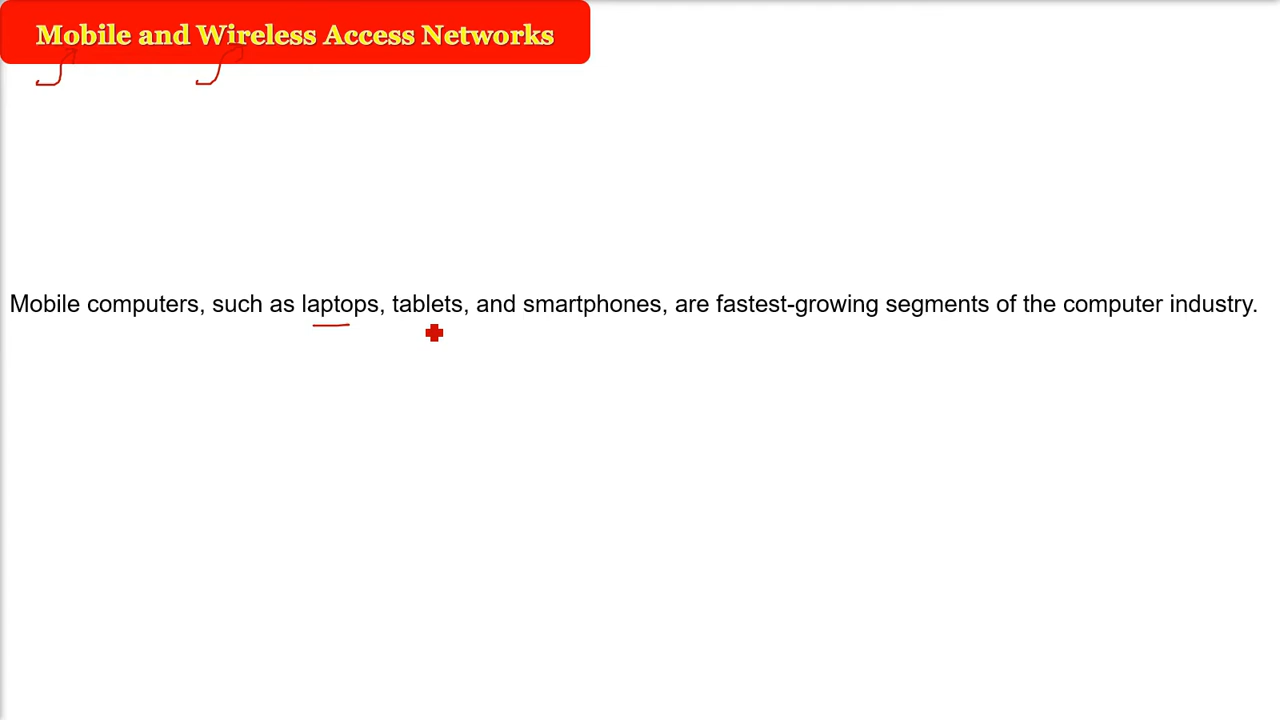 Mobile and Wireless Access Networks
Mobile computers, such as laptops, tablets, and smartphones, are fastest-growing segments of the computer industry.